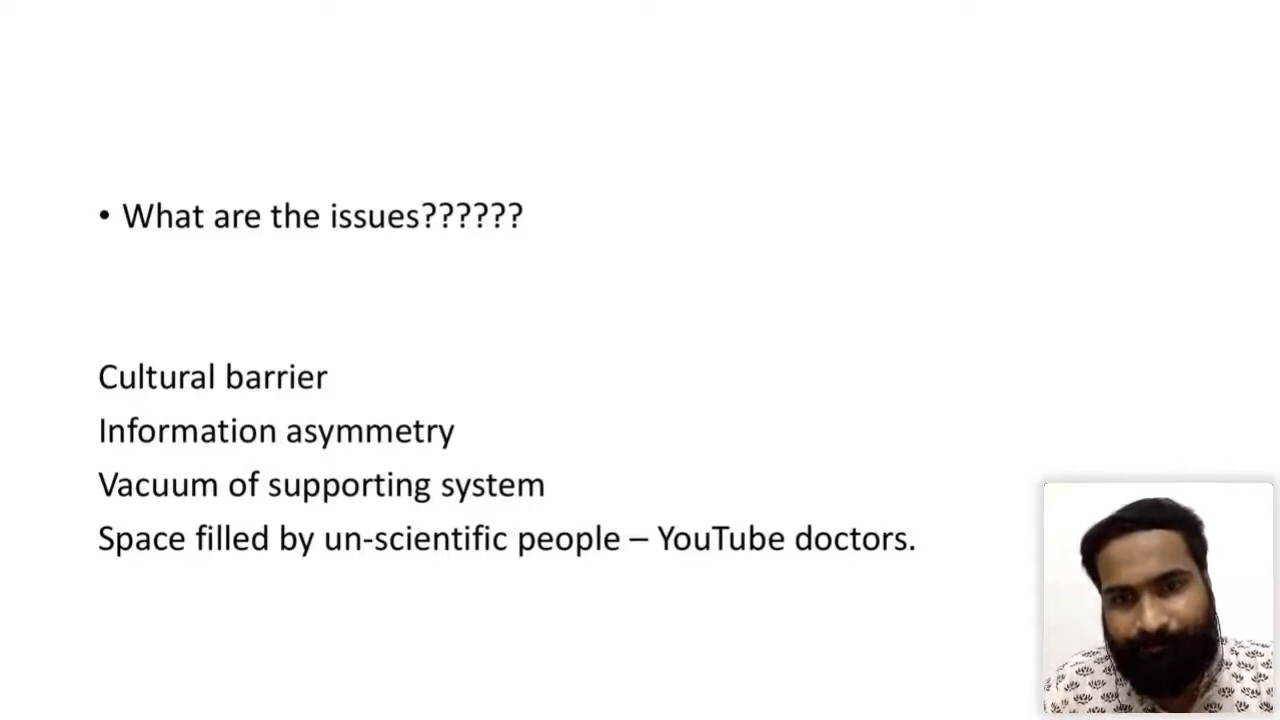 • What are the issues??????
Cultural barrier
Information asymmetry
Vacuum of supporting system
Space filled by un-scientific people – YouTube doctors.